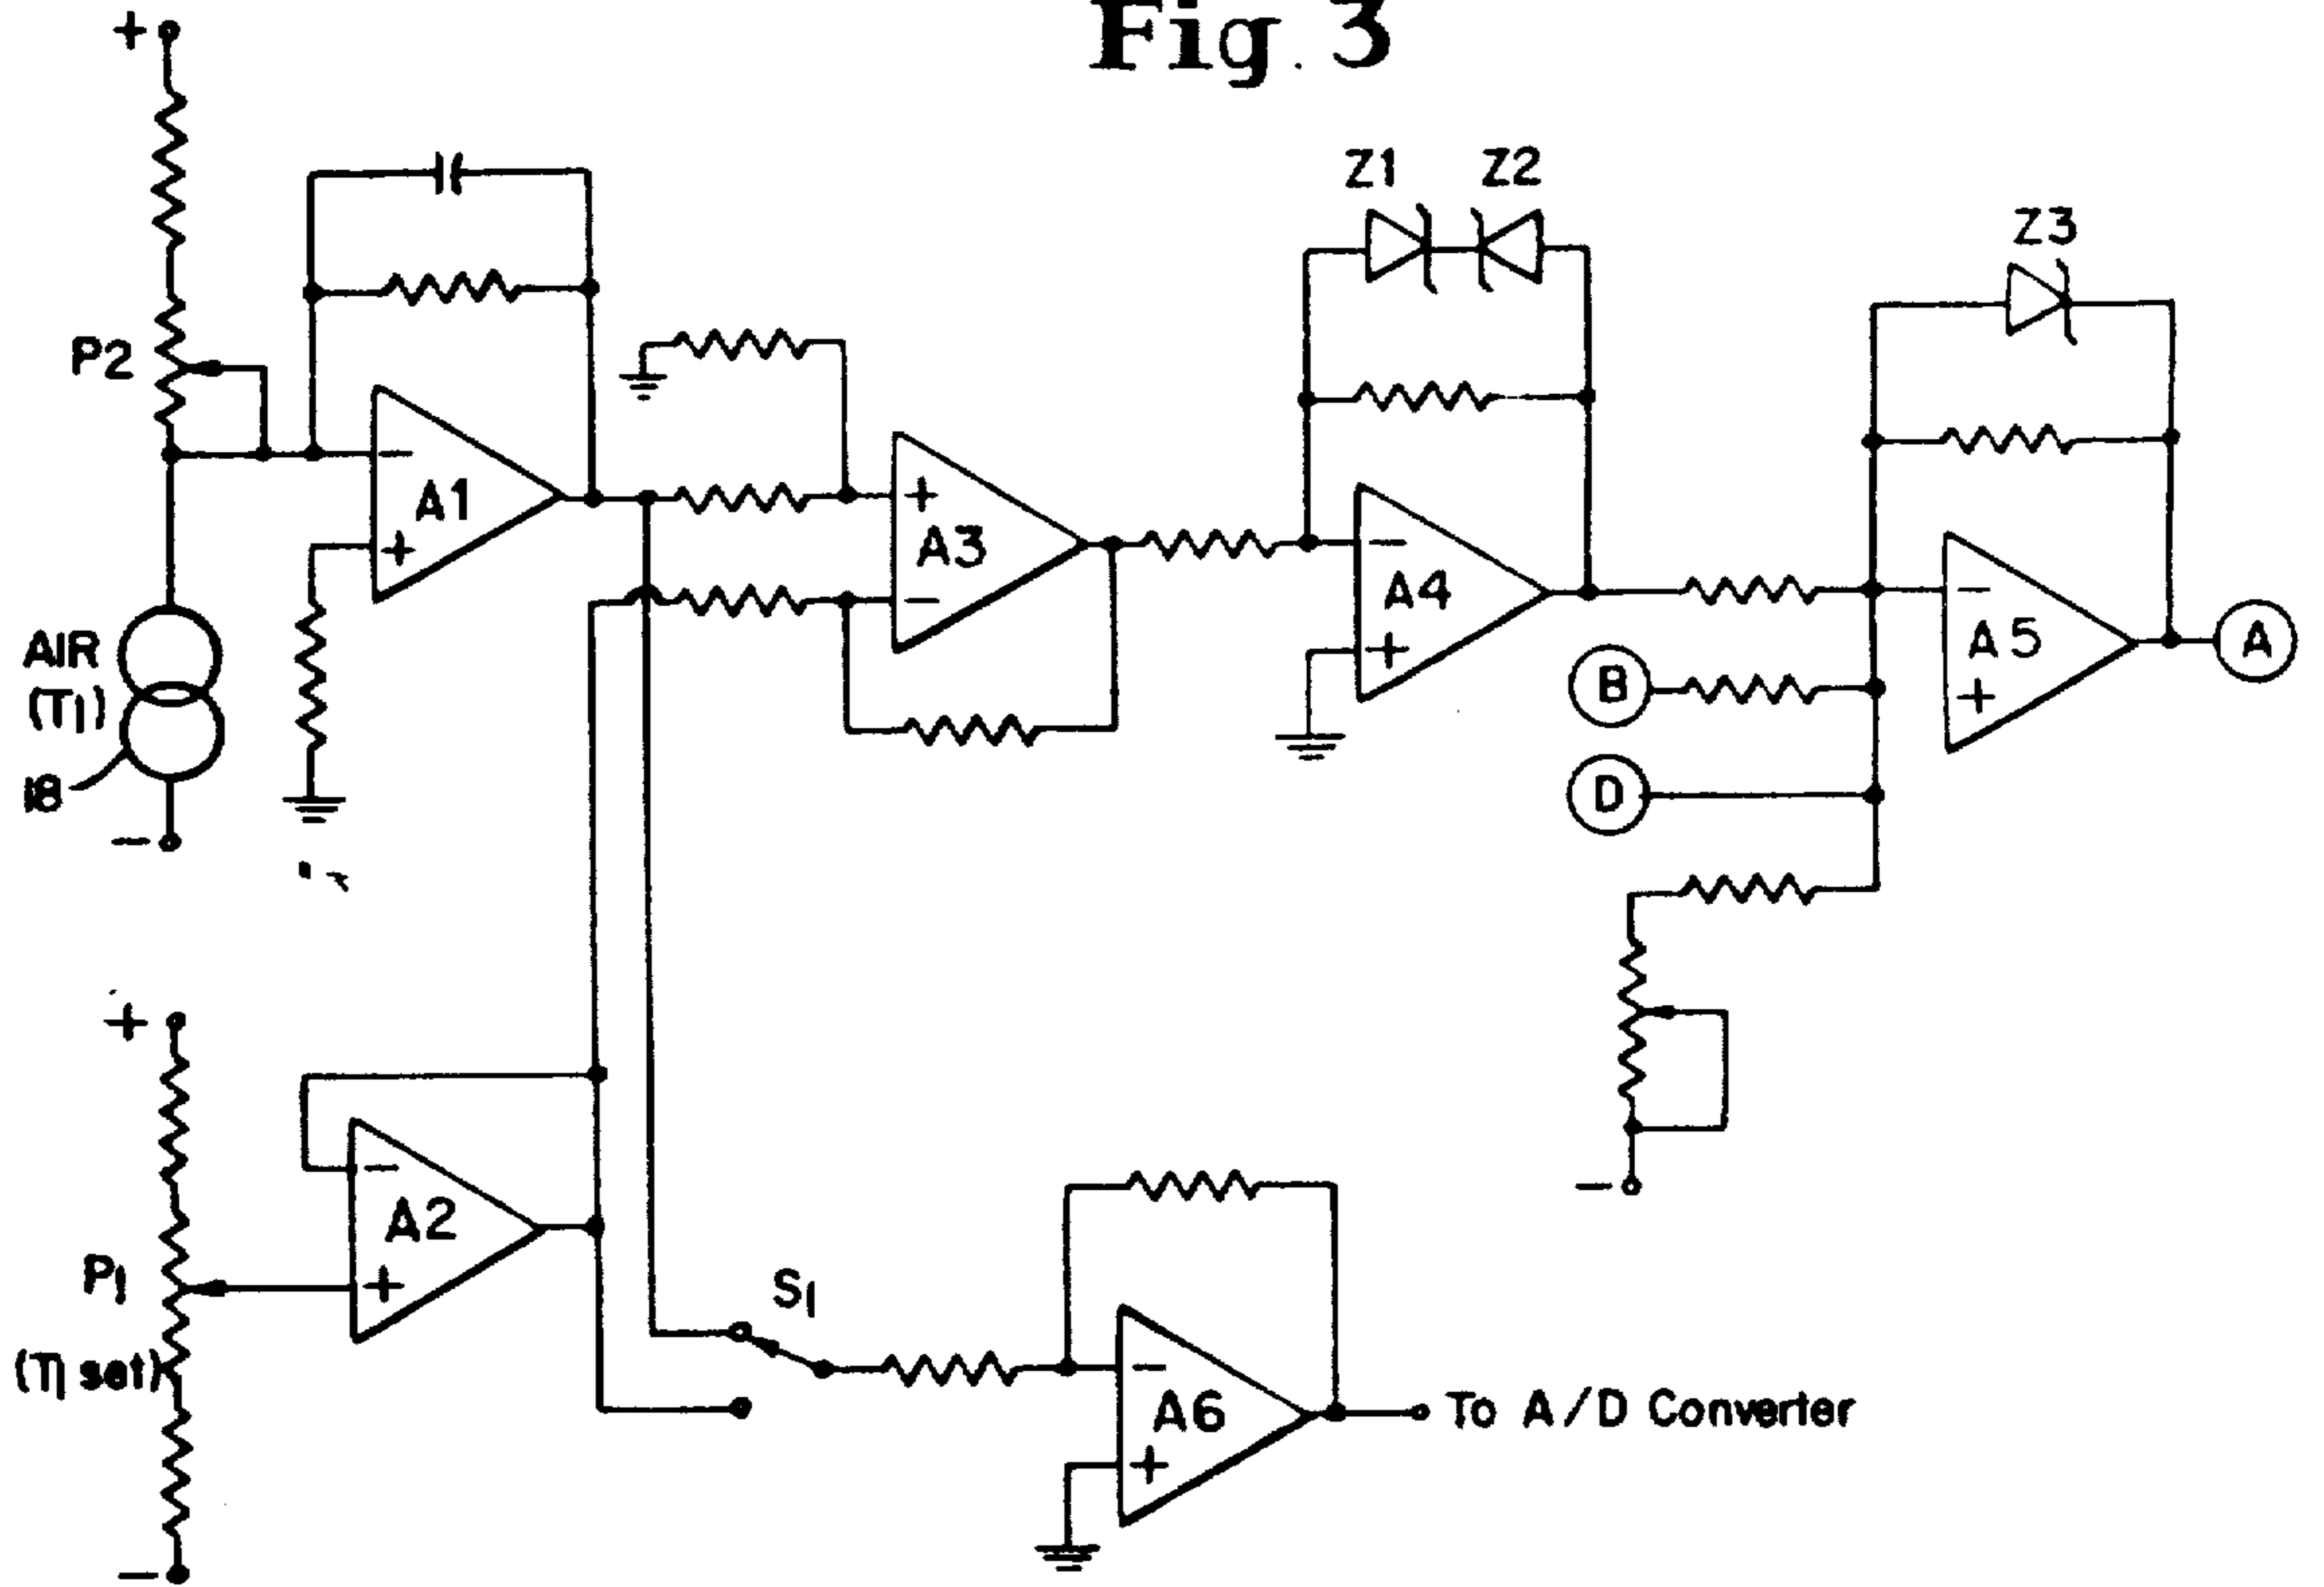 Fig. 3
+
P2
AIR
(T1)
18
−
−
A1
+
+
A3
−
Z1 Z2
−
A4
+
Z3
−
A5
+
A
B
D
−
+
P1
(T1 set)
−
−
A2
+
S1
−
A6
+
To A/D Converter